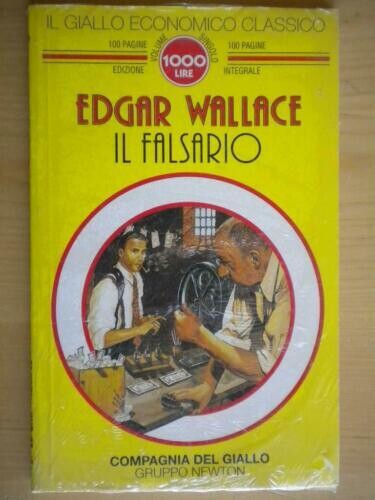 IL GIALLO ECONOMICO CLASSICO
100 PAGINE
VOLUME SINGOLO
100 PAGINE
EDIZIONE
1000
LIRE
INTEGRALE
EDGAR WALLACE
IL FALSARIO
COMPAGNIA DEL GIALLO
GRUPPO NEWTON